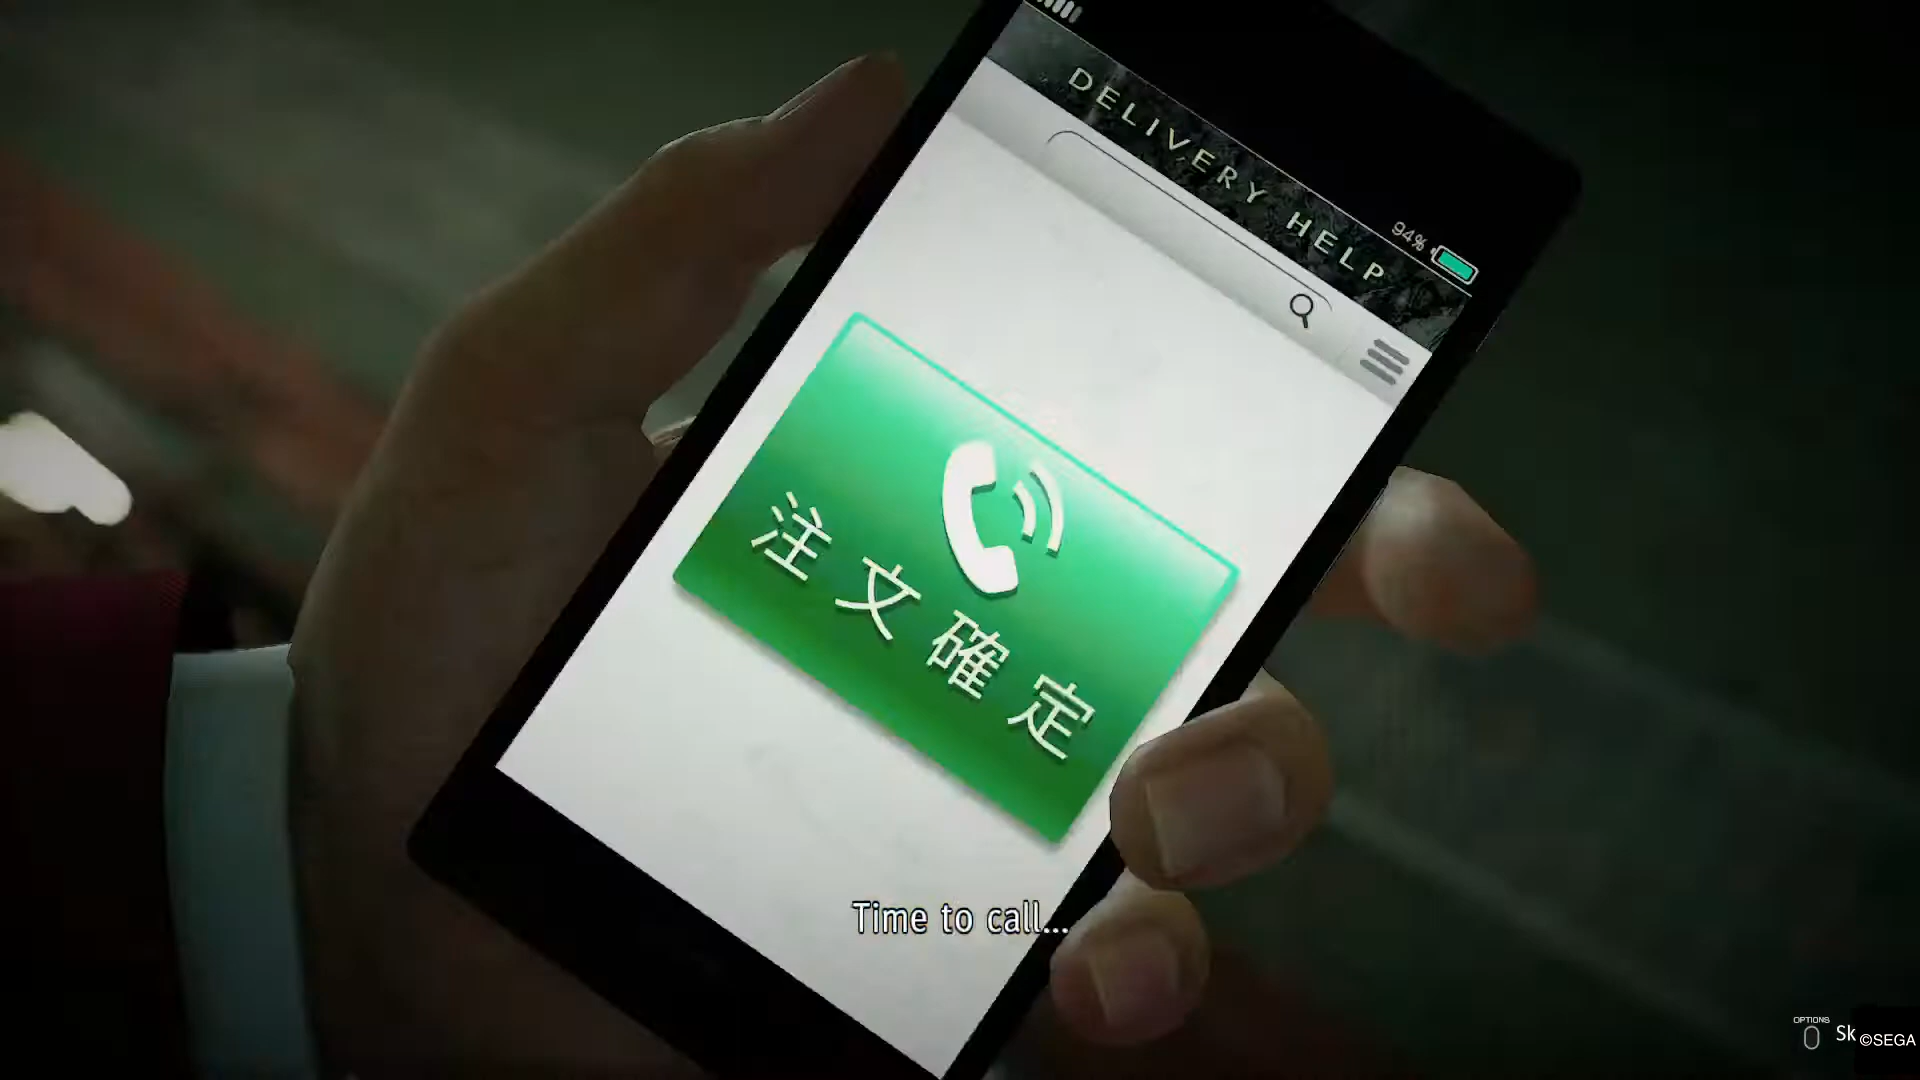 DELIVERY HELP
94%
注文確定
Time to call...
OPTIONS
Sk
©SEGA